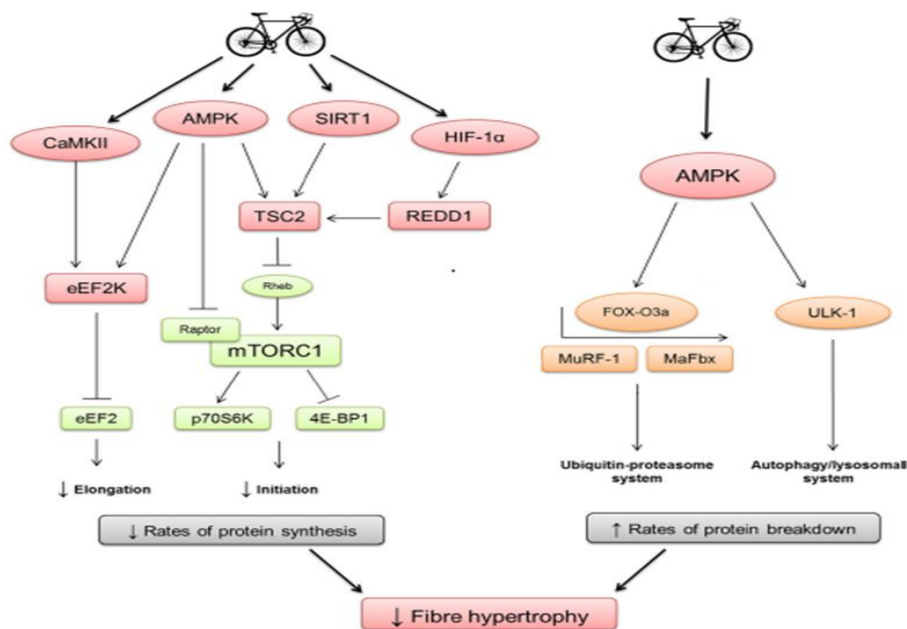 CaMKII
AMPK
SIRT1
HIF-1α
TSC2
REDD1
eEF2K
Rheb
Raptor
mTORC1
eEF2
p70S6K
4E-BP1
↓ Elongation
↓ Initiation
↓ Rates of protein synthesis
AMPK
FOX-O3a
ULK-1
MuRF-1
MaFbx
Ubiquitin-proteasome
system
Autophagy/lysosomall
system
↑ Rates of protein breakdown
↓ Fibre hypertrophy